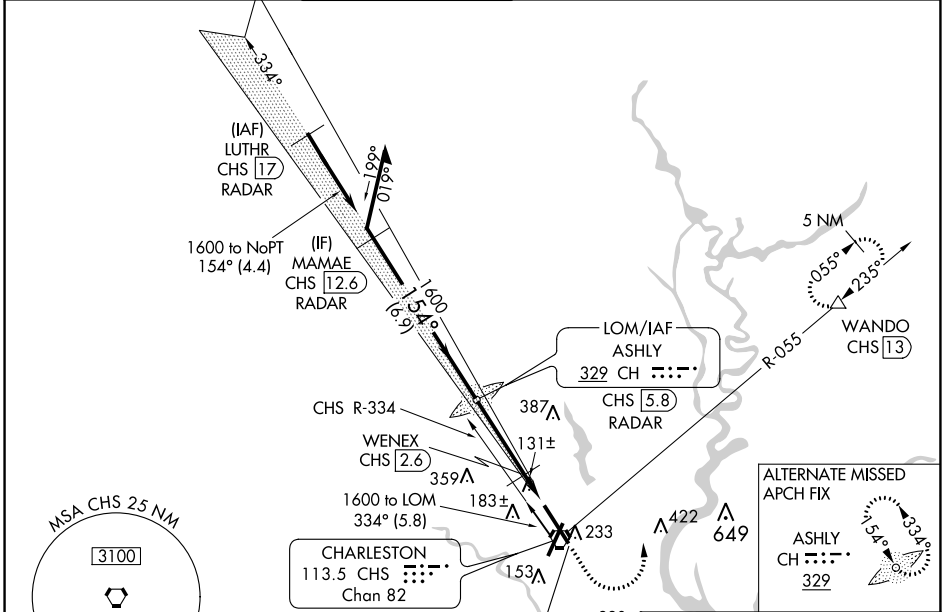 334°
(IAF)
LUTHR
CHS 17
RADAR
199°
019°
1600 to NoPT
154° (4.4)
(IF)
MAMAE
CHS 12.6
RADAR
1600
154°
(6.9)
5 NM
055°
235°
WANDO
CHS 13
R-055
LOM/IAF
ASHLY
329 CH
CHS 5.8
RADAR
CHS R-334
387
WENEX
CHS 2.6
131±
359
1600 to LOM
334° (5.8)
183±
233
422
649
153
CHARLESTON
113.5 CHS
Chan 82
MSA CHS 25 NM
3100
ALTERNATE MISSED
APCH FIX
ASHLY
CH
329
154°
334°